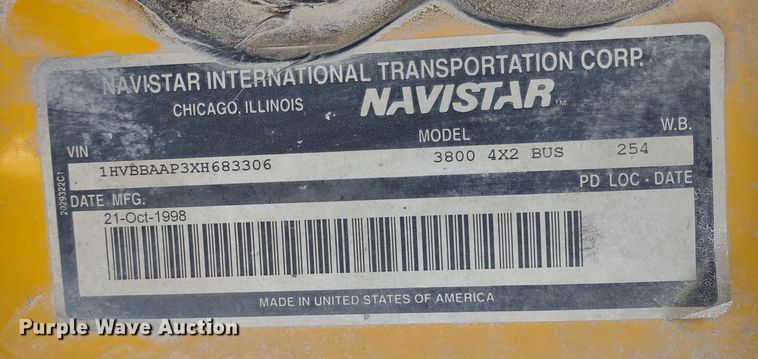 NAVISTAR INTERNATIONAL TRANSPORTATION CORP.
CHICAGO, ILLINOIS NAVISTAR TM
VIN MODEL W.B.
1HVBBAAP3XH683306 3800 4X2 BUS 254
DATE MFG. PD LOC - DATE
21-Oct-1998
2029322C1
MADE IN UNITED STATES OF AMERICA
Purple Wave Auction